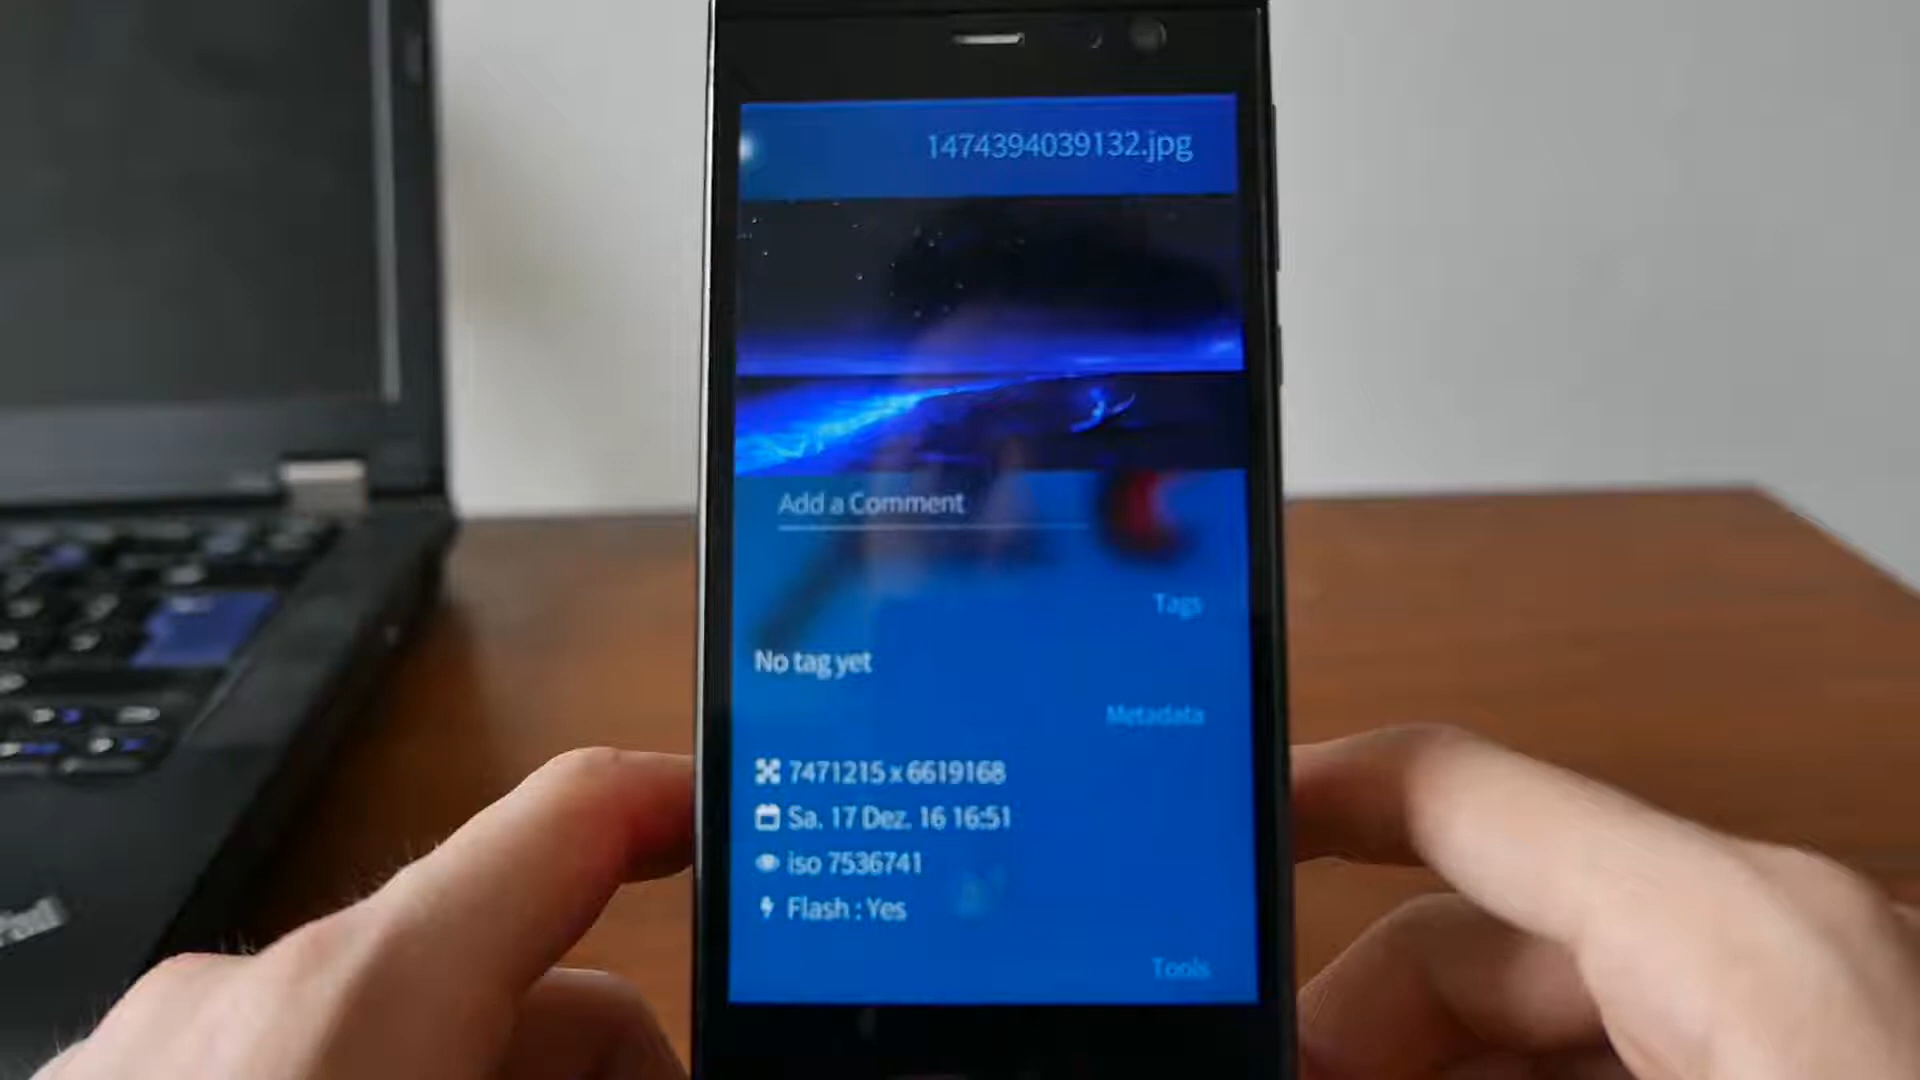 1474394039132.jpg
Add a Comment
Tags
No tag yet
Metadata
7471215 x 6619168
Sa. 17 Dez. 16 16:51
iso 7536741
Flash : Yes
Tools